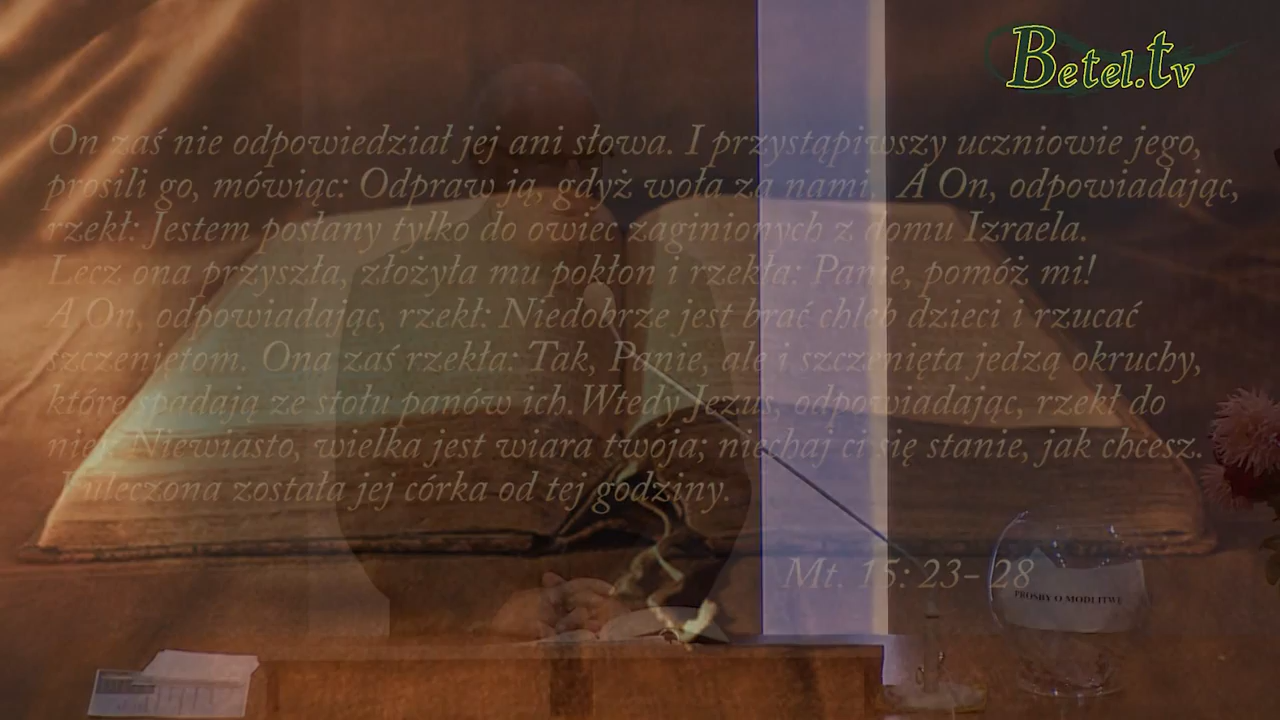 Betel.tv
On zaś nie odpowiedział jej ani słowa. I przystąpiwszy uczniowie jego,
prosili go, mówiąc: Odpraw ją, gdyż woła za nami. A On, odpowiadając,
rzekł: Jestem posłany tylko do owiec zaginionych z domu Izraela.
Lecz ona przyszła, złożyła mu pokłon i rzekła: Panie, pomóż mi!
A On, odpowiadając, rzekł: Niedobrze jest brać chleb dzieci i rzucać
szczeniętom. Ona zaś rzekła: Tak, Panie, ale i szczenięta jedzą okruchy,
które spadają ze stołu panów ich.Wtedy Jezus, odpowiadając, rzekł do
niej: Niewiasto, wielka jest wiara twoja; niechaj ci się stanie, jak chcesz.
I uleczona została jej córka od tej godziny.
Mt. 15: 23- 28
PROŚBY O MODLITWĘ